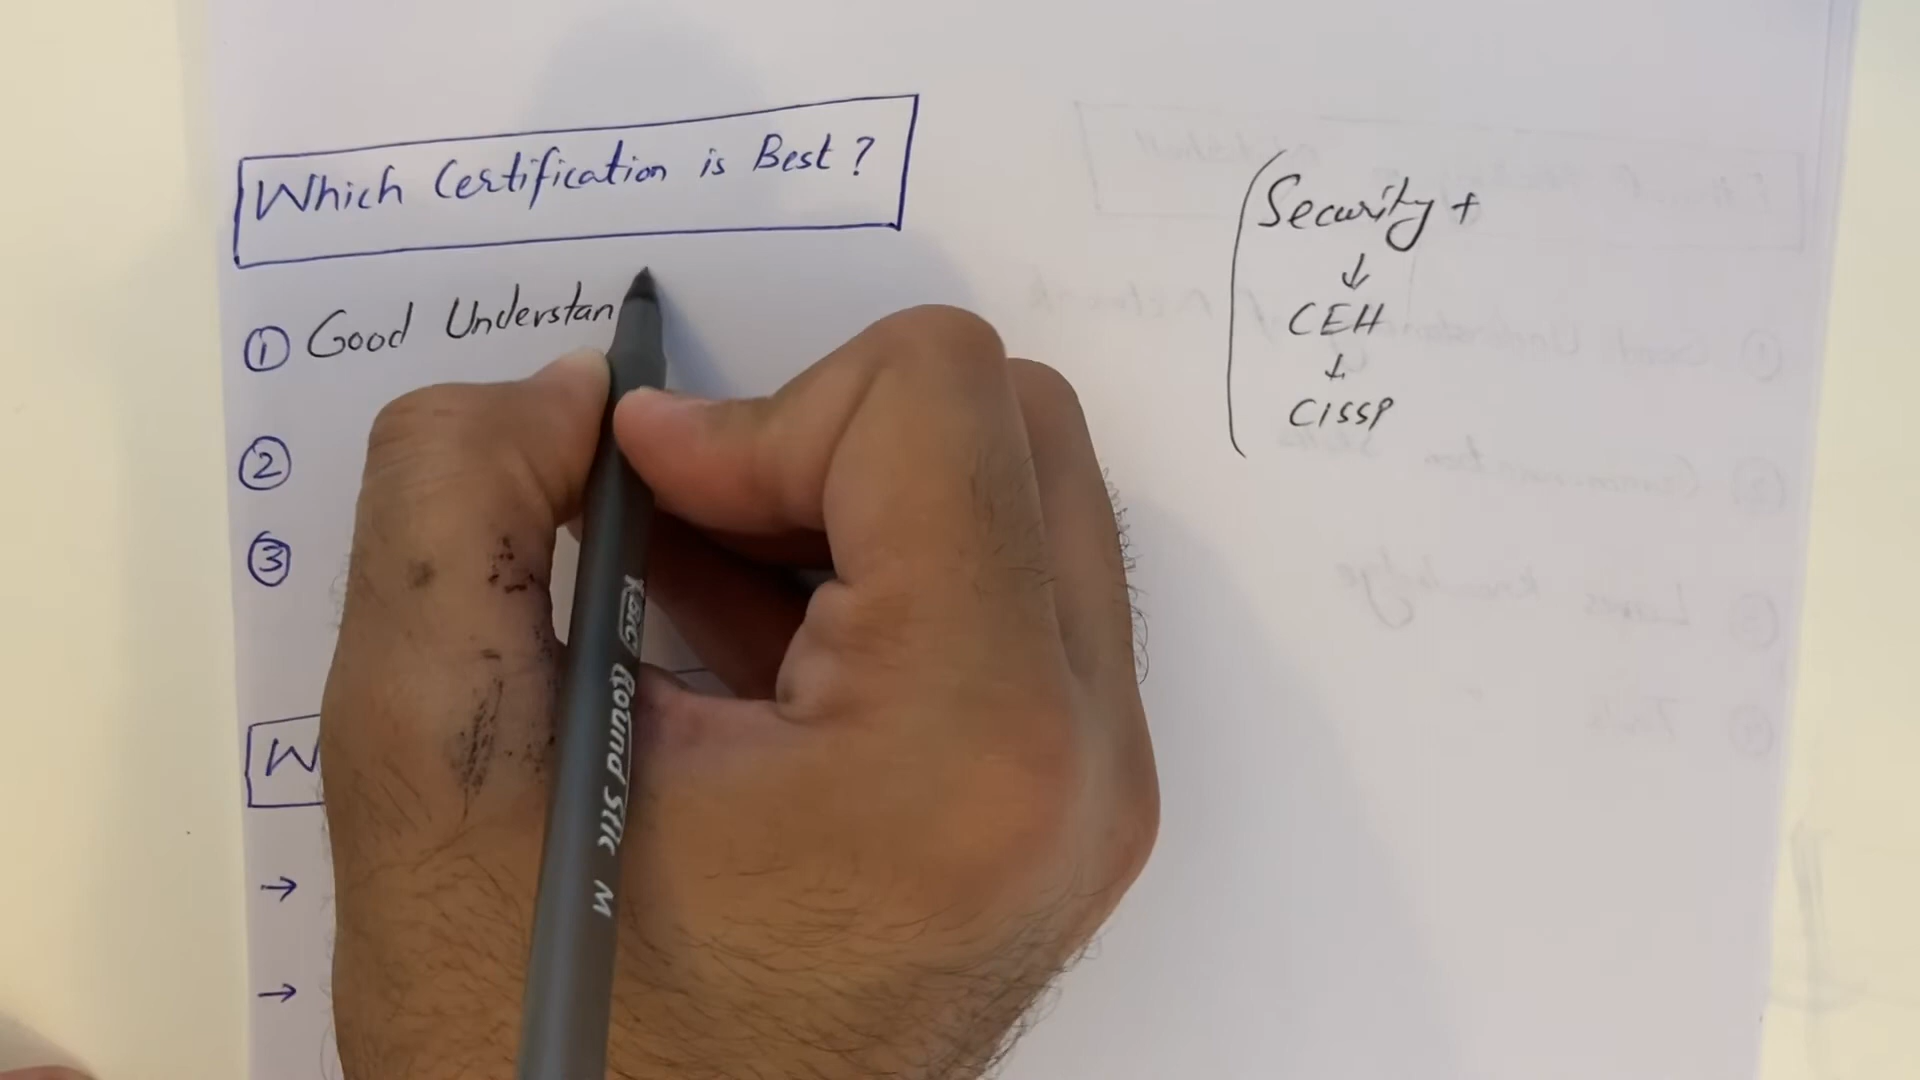 Which Certification is Best?
① Good Understan
②
③
W
→
→
Security +
↓
CEH
↓
CISSP
BIC Round Stic M